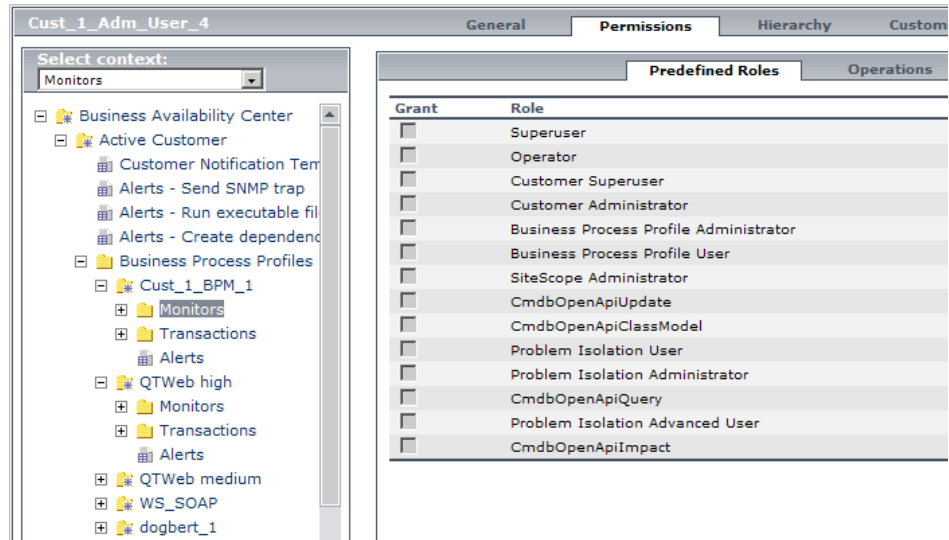 Cust_1_Adm_User_4
General Permissions Hierarchy Custom
Select context:
Monitors
Business Availability Center
Active Customer
Customer Notification Tem
Alerts - Send SNMP trap
Alerts - Run executable fil
Alerts - Create dependenc
Business Process Profiles
Cust_1_BPM_1
Monitors
Transactions
Alerts
QTWeb high
Monitors
Transactions
Alerts
QTWeb medium
WS_SOAP
dogbert_1
Predefined Roles Operations
Grant Role
Superuser
Operator
Customer Superuser
Customer Administrator
Business Process Profile Administrator
Business Process Profile User
SiteScope Administrator
CmdbOpenApiUpdate
CmdbOpenApiClassModel
Problem Isolation User
Problem Isolation Administrator
CmdbOpenApiQuery
Problem Isolation Advanced User
CmdbOpenApiImpact